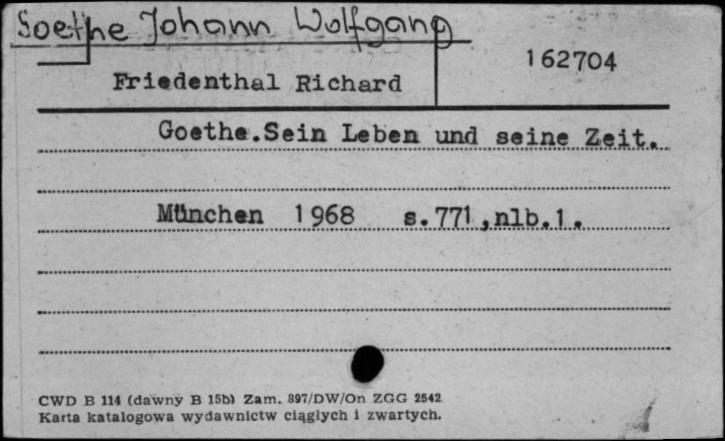 Goethe Johann Wolfgang
162704
Friedenthal Richard
Goethe.Sein Leben und seine Zeit.
München 1968 s.771,nlb.1.
CWD B 114 (dawny B 15b) Zam. 897/DW/On ZGG 2542
Karta katalogowa wydawnictw ciągłych i zwartych.